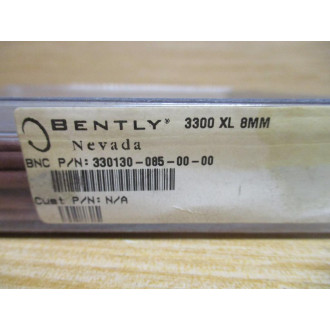 BENTLY® 3300 XL 8MM
Nevada
BNC P/N: 330130-085-00-00
Cust P/N: N/A